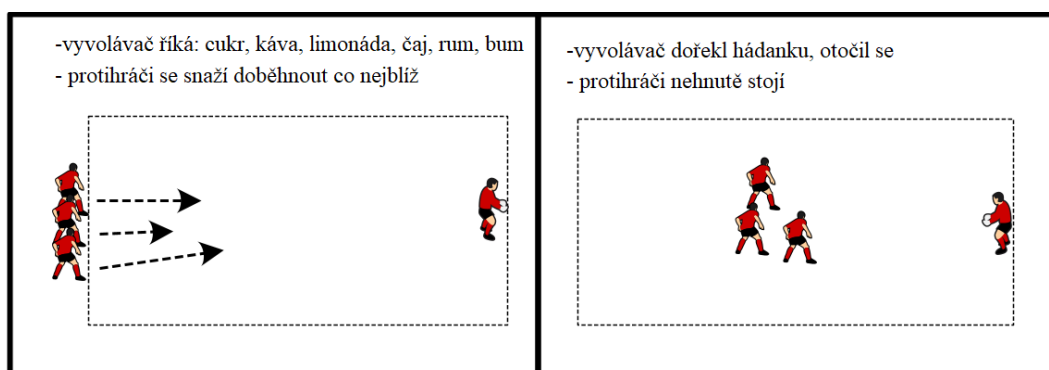 -vyvolávač říká: cukr, káva, limonáda, čaj, rum, bum
- protihráči se snaží doběhnout co nejblíž
-vyvolávač dořekl hádanku, otočil se
- protihráči nehnutě stojí